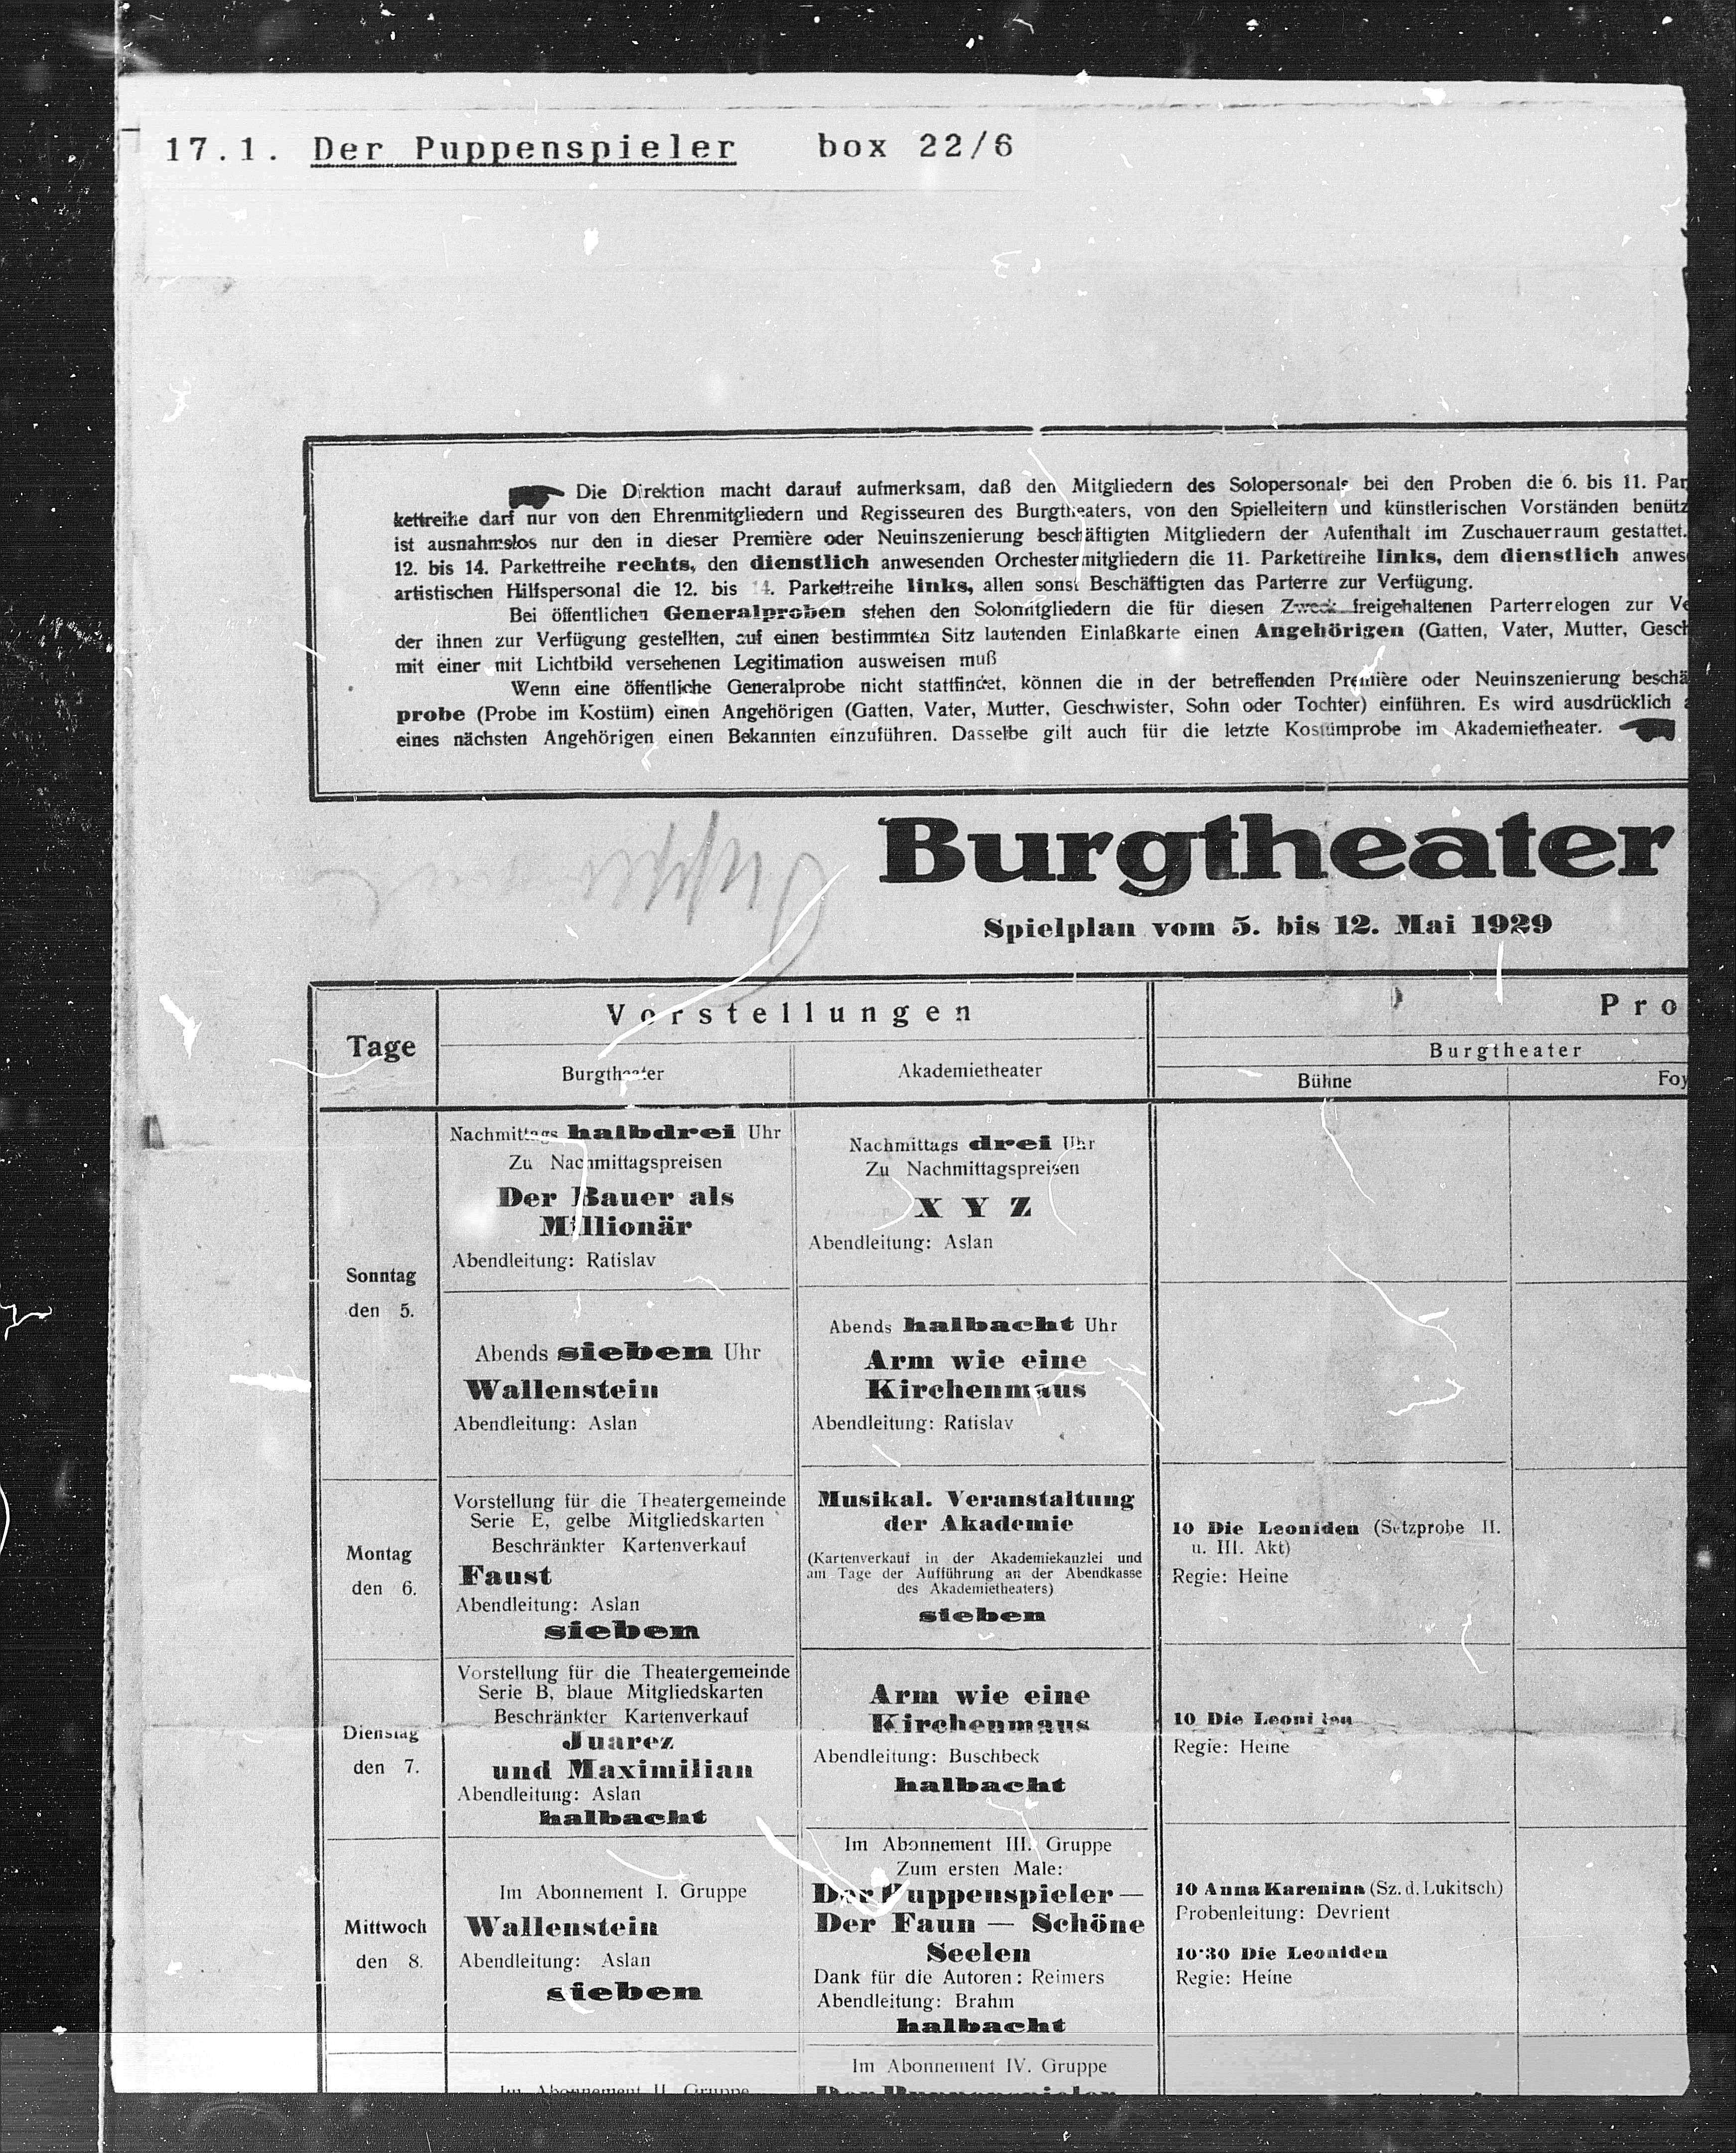 17.1. Der Puppenspieler box 22/6
Die Direktion macht darauf aufmerksam, daß den Mitgliedern des Solopersonals bei den Proben die 6. bis 11. Par
kettreihe darf nur von den Ehrenmitgliedern und Regisseuren des Burgtheaters, von den Spielleitern und künstlerischen Vorständen benütz
ist ausnahmslos nur den in dieser Première oder Neuinszenierung beschäftigten Mitgliedern der Aufenthalt im Zuschauerraum gestattet.
12. bis 14. Parkettreihe rechts, den dienstlich anwesenden Orchestermitgliedern die 11. Parkettreihe links, dem dienstlich anwes
artistischen Hilfspersonal die 12. bis 14. Parkettreihe links, allen sonst Beschäftigten das Parterre zur Verfügung.
Bei öffentlichen Generalproben stehen den Solomitgliedern die für diesen Zweck freigehaltenen Parterrelogen zur Ve
der ihnen zur Verfügung gestellten, auf einen bestimmten Sitz lautenden Einlaßkarte einen Angehörigen (Gatten, Vater, Mutter, Gesch
mit einer mit Lichtbild versehenen Legitimation ausweisen muß
Wenn eine öffentliche Generalprobe nicht stattfindet, können die in der betreffenden Première oder Neuinszenierung beschä
probe (Probe im Kostüm) einen Angehörigen (Gatten, Vater, Mutter, Geschwister, Sohn oder Tochter) einführen. Es wird ausdrücklich
eines nächsten Angehörigen einen Bekannten einzuführen. Dasselbe gilt auch für die letzte Kostümprobe im Akademietheater.
Burgtheater
Spielplan vom 5. bis 12. Mai 1929
Tage
Vorstellungen
Pro
Burgtheater
Akademietheater
Burgtheater
Bühne
Foy
Sonntag
den 5.
Nachmittags halbdrei Uhr
Zu Nachmittagspreisen
Der Bauer als
Millionär
Abendleitung: Ratislav
Nachmittags drei Uhr
Zu Nachmittagspreisen
X Y Z
Abendleitung: Aslan
Abends sieben Uhr
Wallenstein
Abendleitung: Aslan
Abends halbacht Uhr
Arm wie eine
Kirchenmaus
Abendleitung: Ratislav
Montag
den 6.
Vorstellung für die Theatergemeinde
Serie E, gelbe Mitgliedskarten
Beschränkter Kartenverkauf
Faust
Abendleitung: Aslan
sieben
Musikal. Veranstaltung
der Akademie
(Kartenverkauf in der Akademiekanzlei und
am Tage der Aufführung an der Abendkasse
des Akademietheaters)
sieben
10 Die Leoniden (Setzprobe II.
u. III. Akt)
Regie: Heine
Dienstag
den 7.
Vorstellung für die Theatergemeinde
Serie B, blaue Mitgliedskarten
Beschränkter Kartenverkauf
Juarez
und Maximilian
Abendleitung: Aslan
halbacht
Arm wie eine
Kirchenmaus
Abendleitung: Buschbeck
halbacht
10 Die Leoniden
Regie: Heine
Mittwoch
den 8.
Im Abonnement I. Gruppe
Wallenstein
Abendleitung: Aslan
sieben
Im Abonnement III. Gruppe
Zum ersten Male:
Der Puppenspieler —
Der Faun — Schöne
Seelen
Dank für die Autoren: Reimers
Abendleitung: Brahm
halbacht
10 Anna Karenina (Sz. d. Lukitsch)
Probenleitung: Devrient
10·30 Die Leoniden
Regie: Heine
Im Abonnement II. Gruppe
Im Abonnement IV. Gruppe
Der Puppenspieler